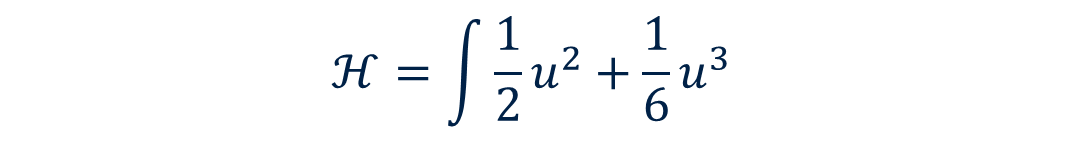 ℋ = ∫ 1/2 u² + 1/6 u³